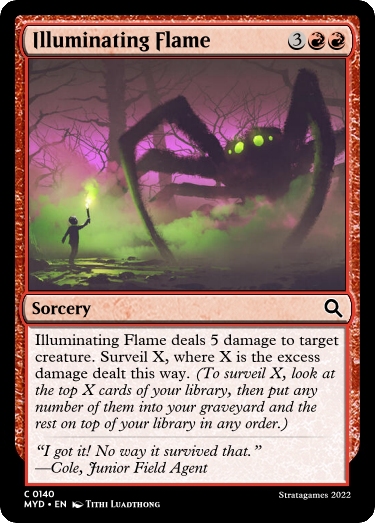 Illuminating Flame 3
Sorcery
Illuminating Flame deals 5 damage to target
creature. Surveil X, where X is the excess
damage dealt this way. (To surveil X, look at
the top X cards of your library, then put any
number of them into your graveyard and the
rest on top of your library in any order.)
“I got it! No way it survived that.”
—Cole, Junior Field Agent
C 0140
MYD • EN Tithi Luadthong
Stratagames 2022